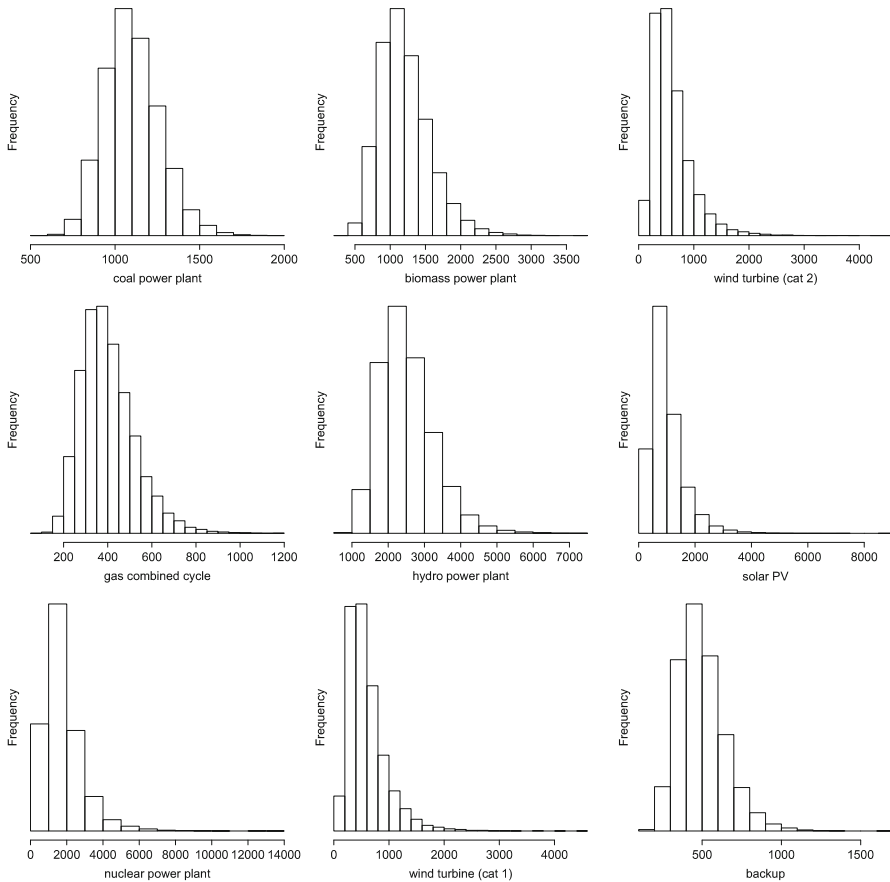 Frequency
500 1000 1500 2000
coal power plant
Frequency
500 1000 1500 2000 2500 3000 3500
biomass power plant
Frequency
0 1000 2000 3000 4000
wind turbine (cat 2)
Frequency
200 400 600 800 1000 1200
gas combined cycle
Frequency
1000 2000 3000 4000 5000 6000 7000
hydro power plant
Frequency
0 2000 4000 6000 8000
solar PV
Frequency
0 2000 4000 6000 8000 10000 12000 14000
nuclear power plant
Frequency
0 1000 2000 3000 4000
wind turbine (cat 1)
Frequency
500 1000 1500
backup